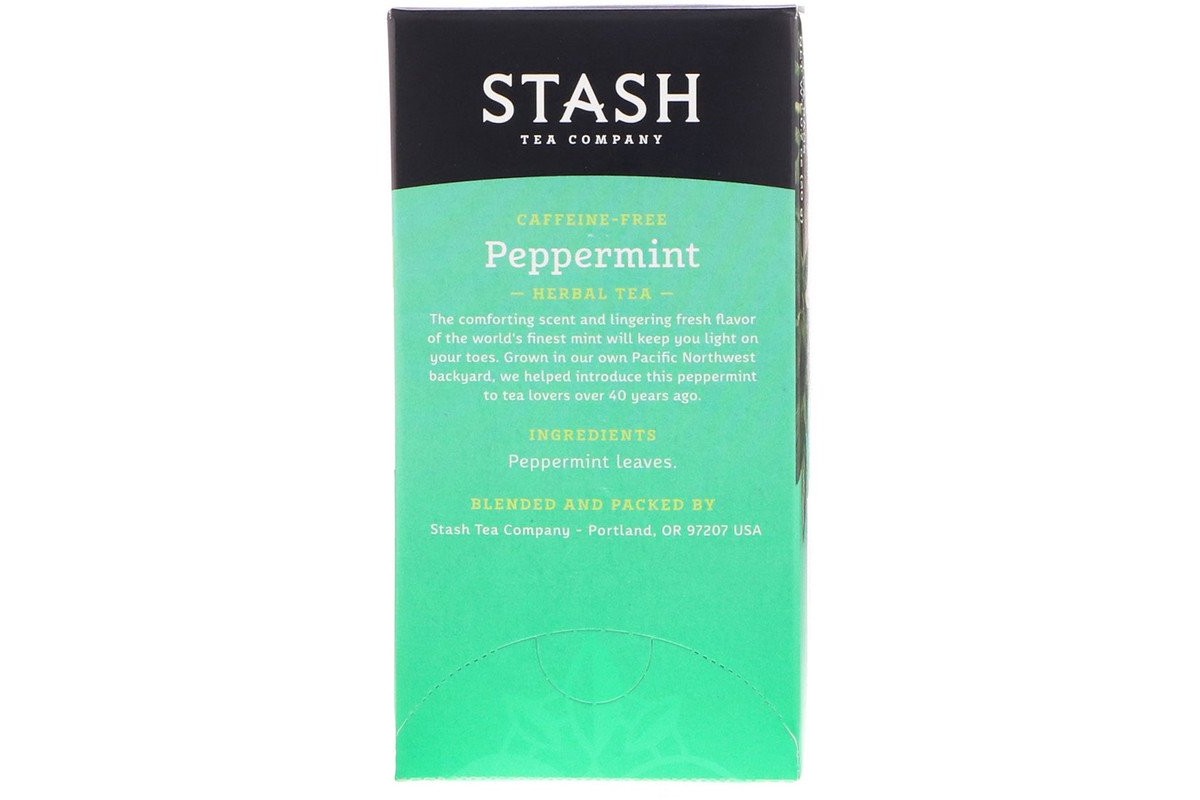 STASH
TEA COMPANY
CAFFEINE-FREE
Peppermint
— HERBAL TEA —
The comforting scent and lingering fresh flavor
of the world's finest mint will keep you light on
your toes. Grown in our own Pacific Northwest
backyard, we helped introduce this peppermint
to tea lovers over 40 years ago.
INGREDIENTS
Peppermint leaves.
BLENDED AND PACKED BY
Stash Tea Company - Portland, OR 97207 USA